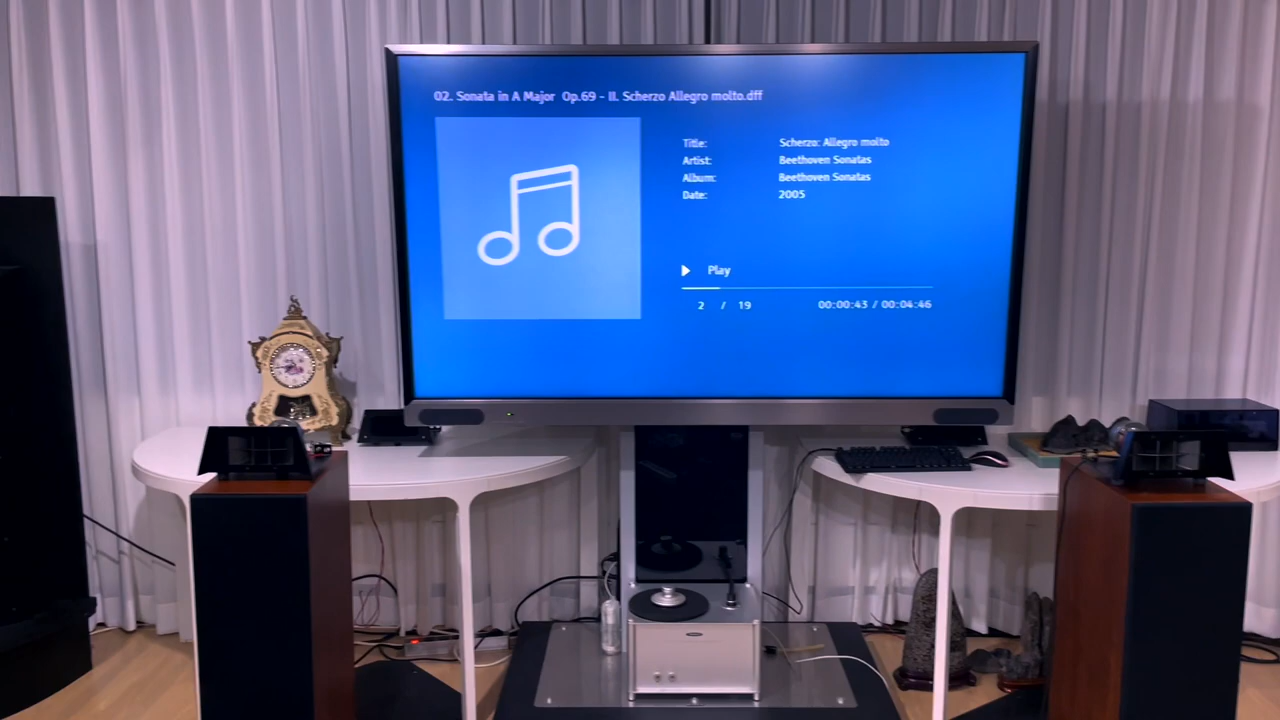 02. Sonata in A Major Op.69 - II. Scherzo Allegro molto.dff
Title: Scherzo: Allegro molto
Artist: Beethoven Sonatas
Album: Beethoven Sonatas
Date: 2005
Play
2 / 19 00:00:43 / 00:04:46